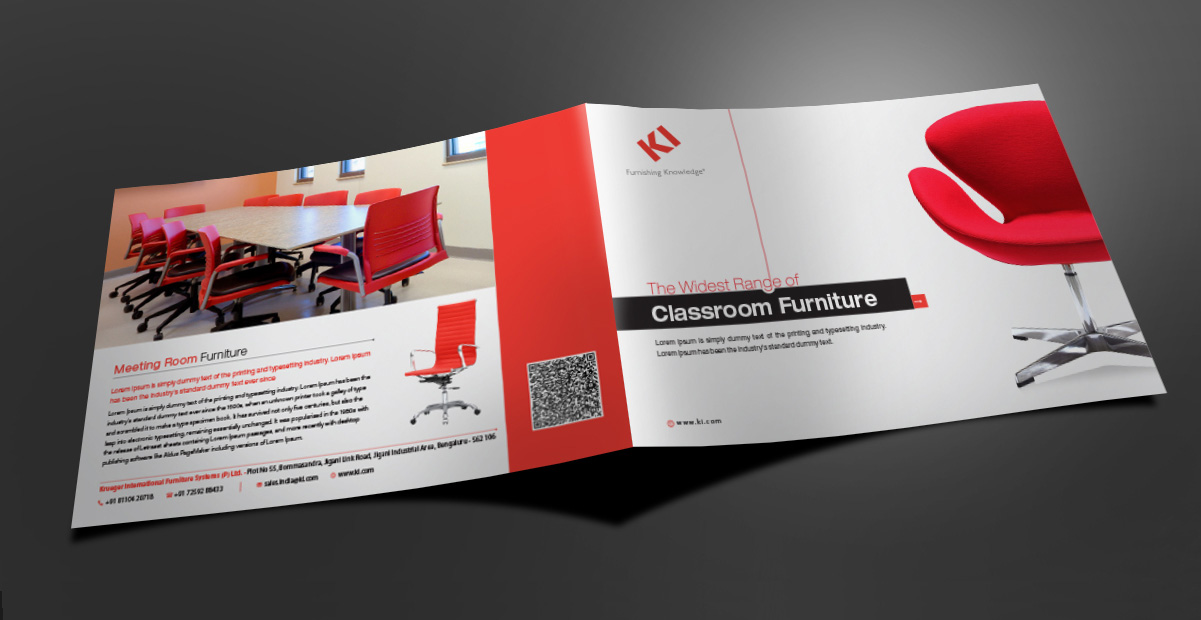 Meeting Room Furniture
Lorem Ipsum is simply dummy text of the printing and typesetting industry. Lorem Ipsum
has been the industry's standard dummy text ever since
Lorem Ipsum is simply dummy text of the printing and typesetting industry. Lorem Ipsum has been the
industry's standard dummy text ever since the 1500s, when an unknown printer took a galley of type
and scrambled it to make a type specimen book. It has survived not only five centuries, but also the
leap into electronic typesetting, remaining essentially unchanged. It was popularised in the 1960s with
the release of Letraset sheets containing Lorem Ipsum passages, and more recently with desktop
publishing software like Aldus PageMaker including versions of Lorem Ipsum.
Krueger International Furniture Systems (P) Ltd. - Plot No 55, Bommasandra, Jigani Link Road, Jigani Industrial Area, Bengaluru - 562 106
+91 81104 20718 +91 72592 88433 | sales.india@ki.com www.ki.com
KI
Furnishing Knowledge®
The Widest Range of
Classroom Furniture
Lorem Ipsum is simply dummy text of the printing and typesetting industry.
Lorem Ipsum has been the industry's standard dummy text.
www.ki.com